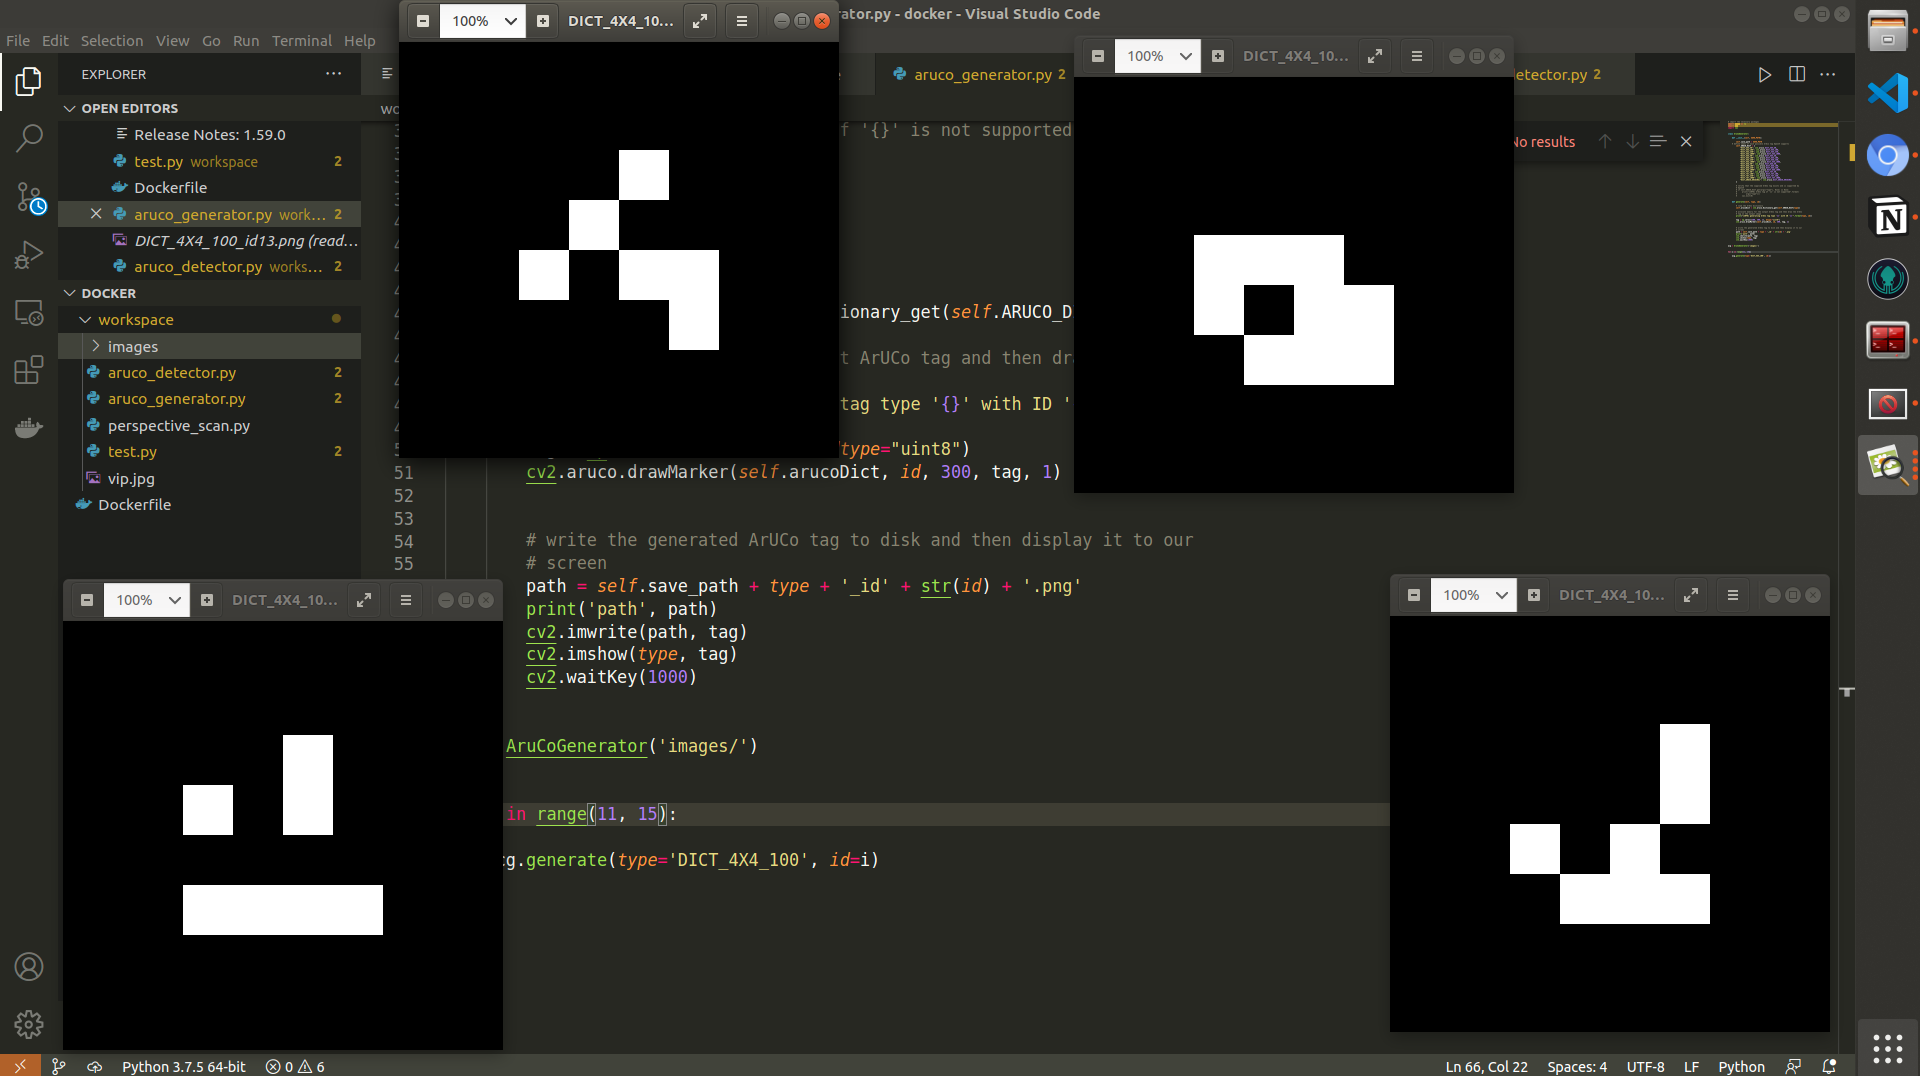 ator.py - docker - Visual Studio Code
File Edit Selection View Go Run Terminal Help
100% DICT_4X4_10...
100% DICT_4X4_10...
EXPLORER
aruco_generator.py 2
etector.py 2
OPEN EDITORS
Release Notes: 1.59.0
test.py workspace 2
Dockerfile
aruco_generator.py work... 2
DICT_4X4_100_id13.png (read...
aruco_detector.py works... 2
DOCKER
workspace
images
aruco_detector.py 2
aruco_generator.py 2
perspective_scan.py
test.py 2
vip.jpg
Dockerfile
f '{}' is not supported
No results
ionary_get(self.ARUCO_D
t ArUCo tag and then dr
tag type '{}' with ID '
type="uint8")
51 cv2.aruco.drawMarker(self.arucoDict, id, 300, tag, 1)
52
53
54 # write the generated ArUCo tag to disk and then display it to our
55 # screen
path = self.save_path + type + '_id' + str(id) + '.png'
print('path', path)
cv2.imwrite(path, tag)
cv2.imshow(type, tag)
cv2.waitKey(1000)
AruCoGenerator('images/')
in range(11, 15):
cg.generate(type='DICT_4X4_100', id=i)
100% DICT_4X4_10...
100% DICT_4X4_10...
Python 3.7.5 64-bit 0 6
Ln 66, Col 22 Spaces: 4 UTF-8 LF Python